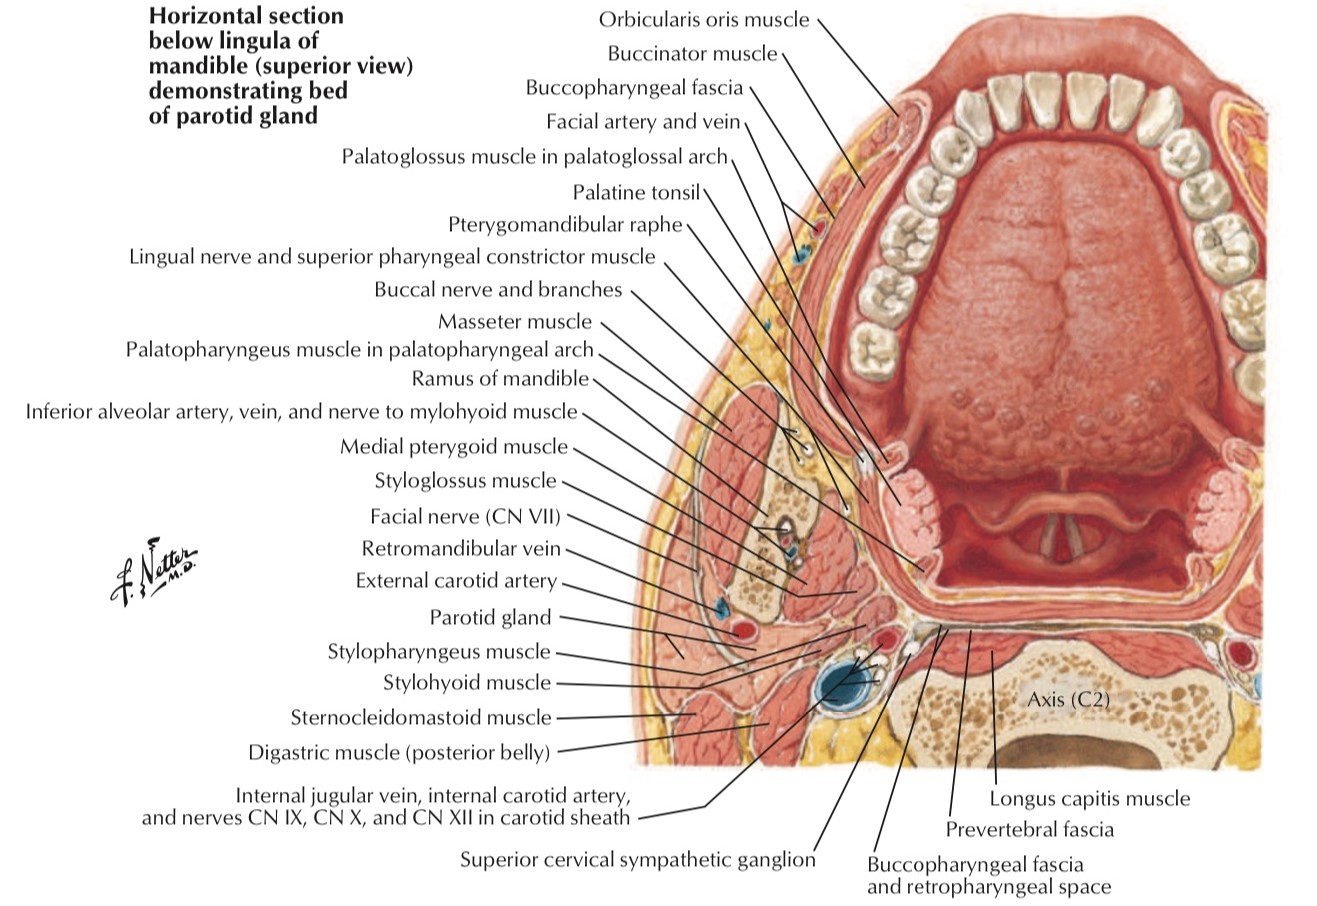 Horizontal section
below lingula of
mandible (superior view)
demonstrating bed
of parotid gland
Orbicularis oris muscle
Buccinator muscle
Buccopharyngeal fascia
Facial artery and vein
Palatoglossus muscle in palatoglossal arch
Palatine tonsil
Pterygomandibular raphe
Lingual nerve and superior pharyngeal constrictor muscle
Buccal nerve and branches
Masseter muscle
Palatopharyngeus muscle in palatopharyngeal arch
Ramus of mandible
Inferior alveolar artery, vein, and nerve to mylohyoid muscle
Medial pterygoid muscle
Styloglossus muscle
Facial nerve (CN VII)
Retromandibular vein
External carotid artery
Parotid gland
Stylopharyngeus muscle
Stylohyoid muscle
Sternocleidomastoid muscle
Digastric muscle (posterior belly)
Internal jugular vein, internal carotid artery,
and nerves CN IX, CN X, and CN XII in carotid sheath
Superior cervical sympathetic ganglion
Buccopharyngeal fascia
and retropharyngeal space
Prevertebral fascia
Longus capitis muscle
Axis (C2)
F. Netter
M.D.